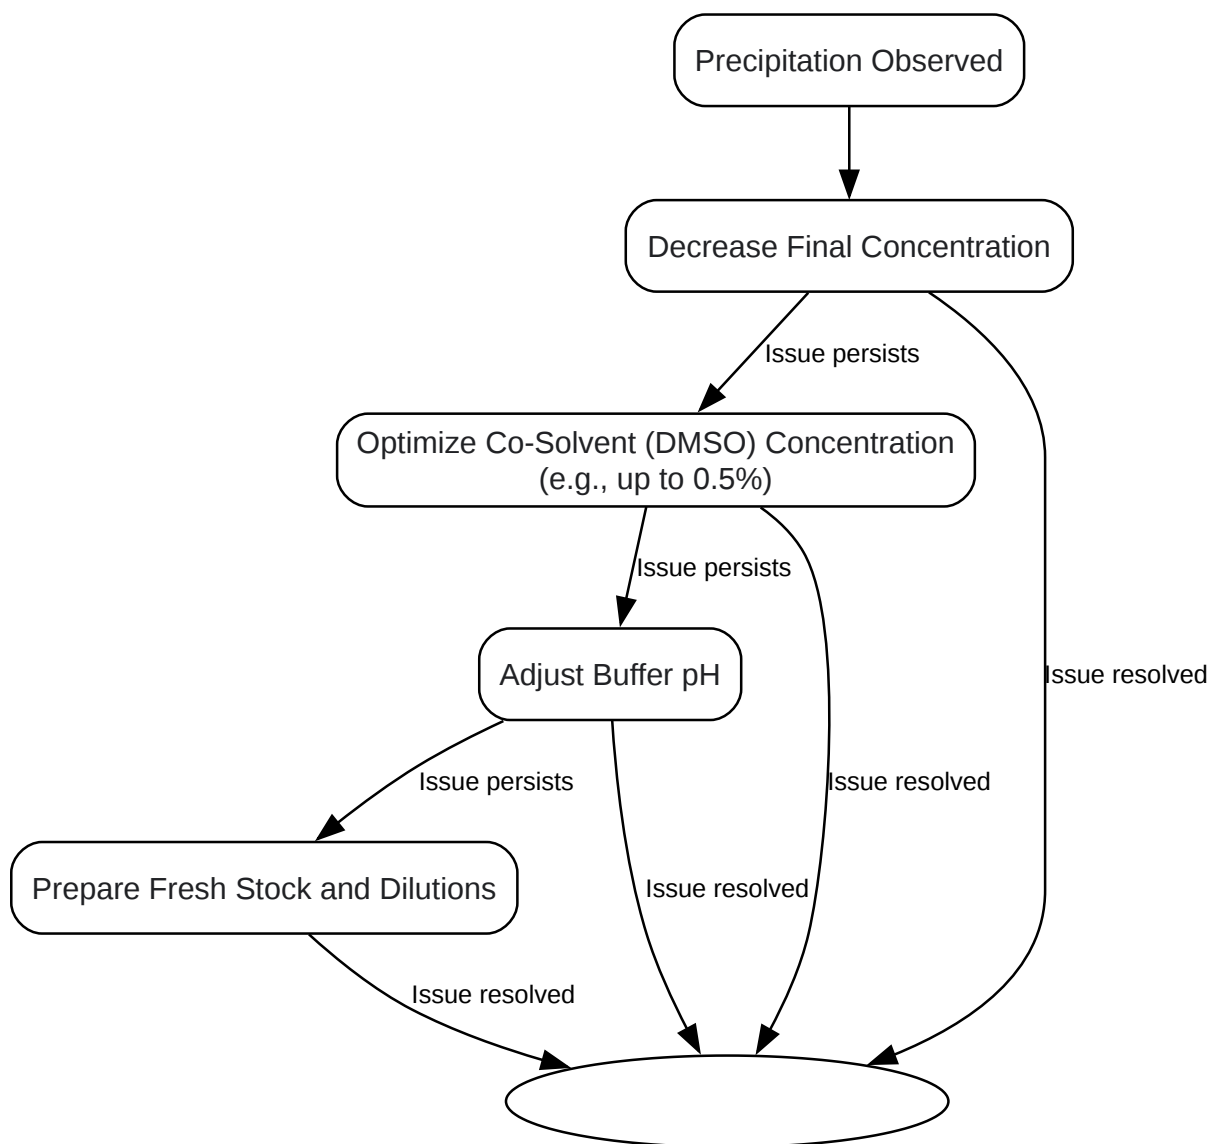 Precipitation Observed
Decrease Final Concentration
Issue persists
Optimize Co-Solvent (DMSO) Concentration
(e.g., up to 0.5%)
Issue persists
Adjust Buffer pH
Issue resolved
Issue persists
Issue resolved
Prepare Fresh Stock and Dilutions
Issue resolved
Issue resolved